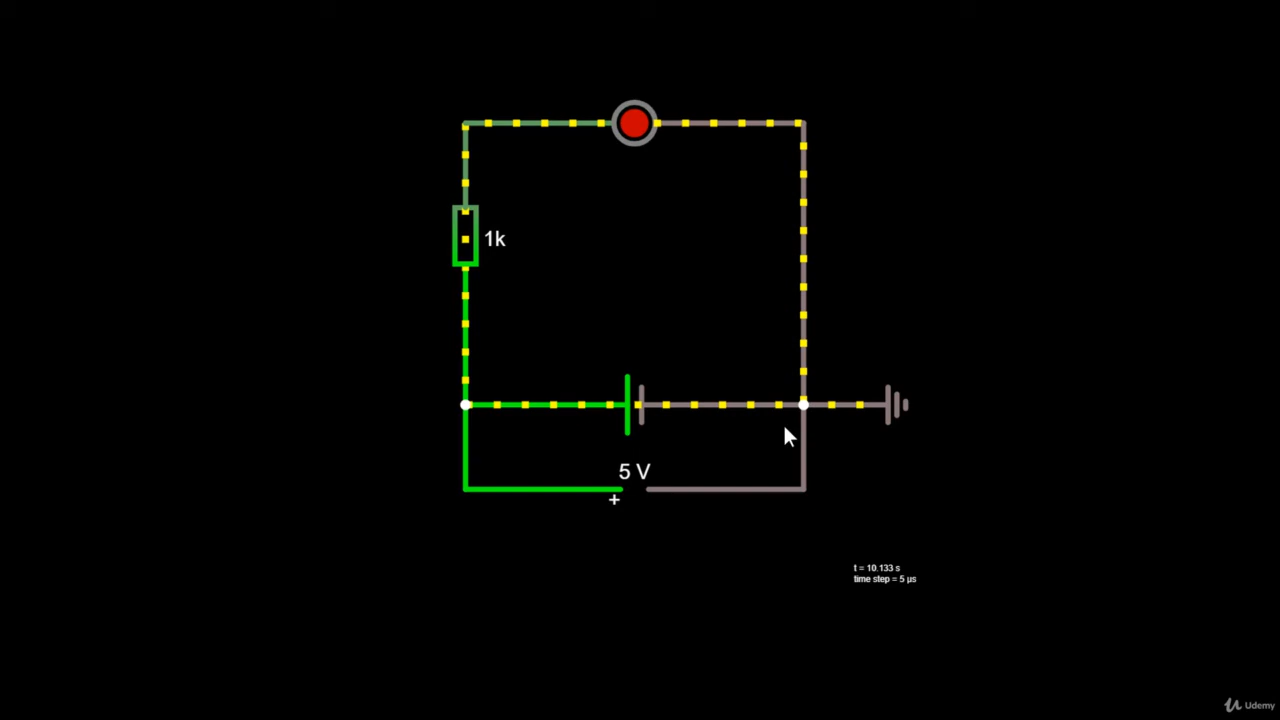 1k
5 V
+
t = 10.133 s
time step = 5 µs
Udemy